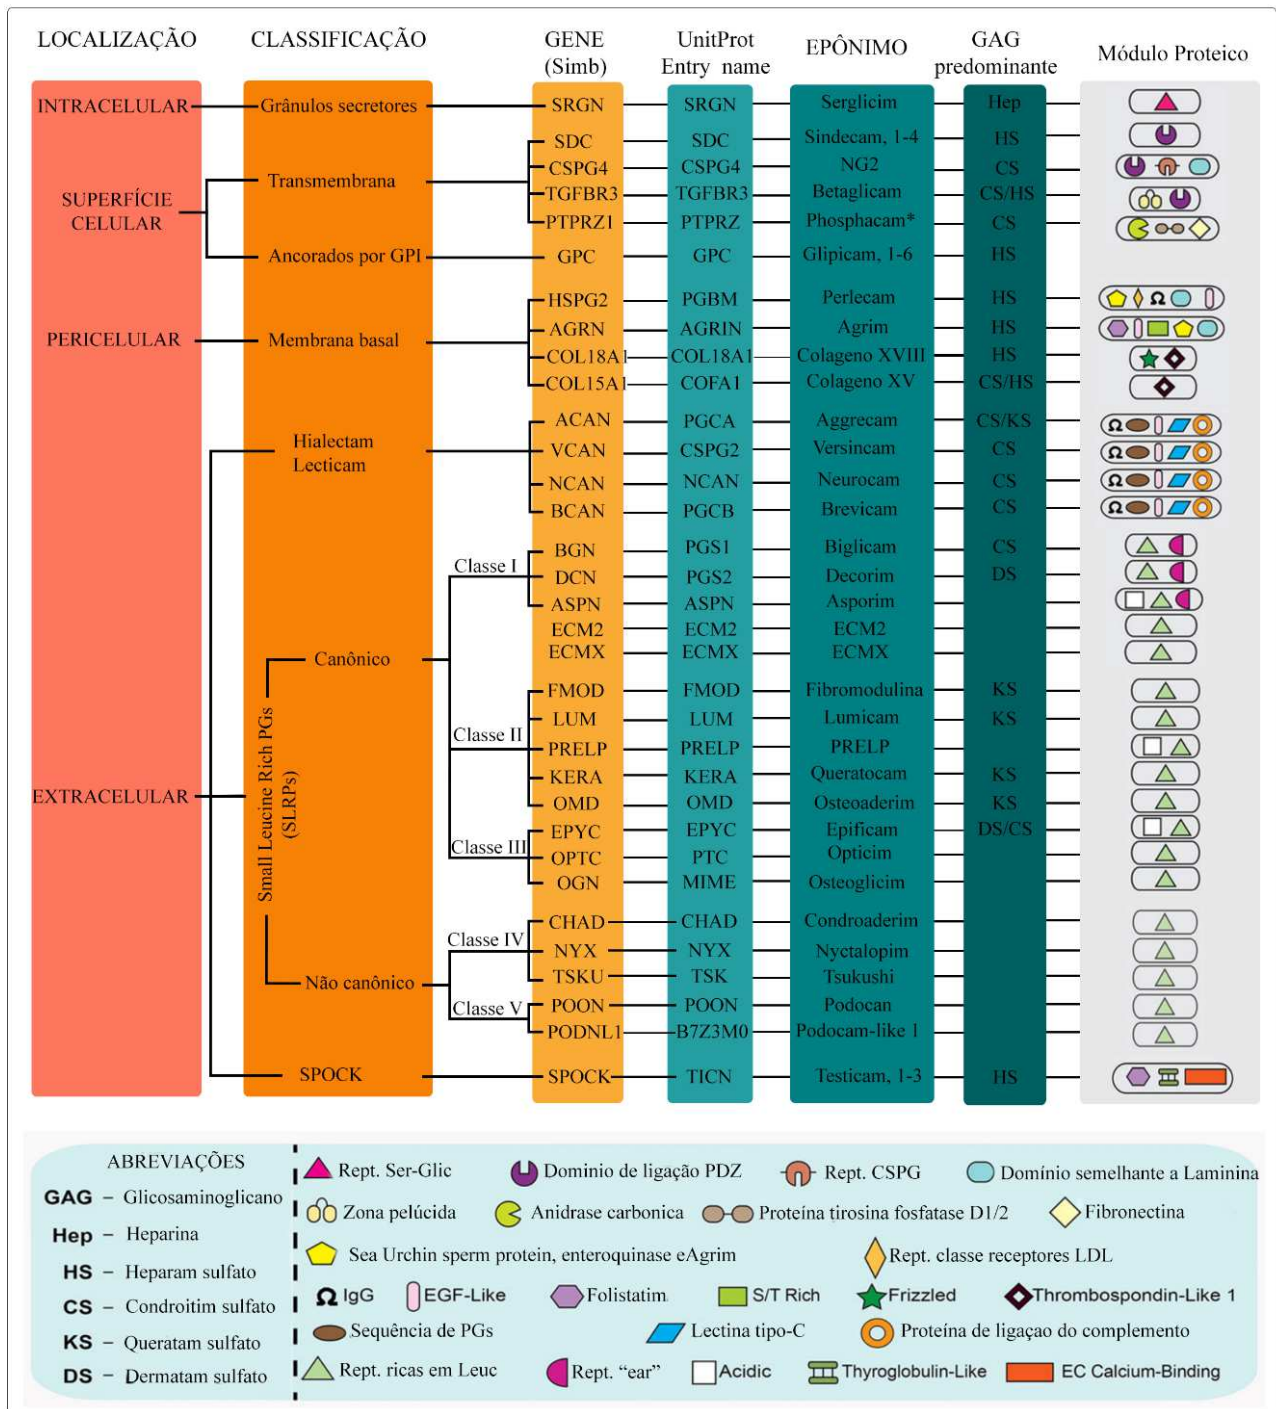 LOCALIZAÇÃO CLASSIFICAÇÃO GENE (Simb) UnitProt Entry name EPÔNIMO GAG predominante Módulo Proteico
INTRACELULAR Grânulos secretores SRGN SRGN Serglicim Hep
SUPERFÍCIE CELULAR
Transmembrana
SDC SDC Sindecam, 1-4 HS
CSPG4 CSPG4 NG2 CS
TGFBR3 TGFBR3 Betaglicam CS/HS
PTPRZ1 PTPRZ Phosphacam* CS
Ancorados por GPI GPC GPC Glipicam, 1-6 HS
PERICELULAR Membrana basal
HSPG2 PGBM Perlecam HS
AGRN AGRIN Agrim HS
COL18A1 COL18A1 Colageno XVIII HS
COL15A1 COFA1 Colageno XV CS/HS
EXTRACELULAR
Hialectam
Lecticam
ACAN PGCA Aggrecam CS/KS
VCAN CSPG2 Versincam CS
NCAN NCAN Neurocam CS
BCAN PGCB Brevicam CS
Small Leucine Rich PGs
(SLRPs)
Canônico
Classe I
BGN PGS1 Biglicam CS
DCN PGS2 Decorim DS
ASPN ASPN Asporim
ECM2 ECM2 ECM2
ECMX ECMX ECMX
Classe II
FMOD FMOD Fibromodulina KS
LUM LUM Lumicam KS
PRELP PRELP PRELP
KERA KERA Queratocam KS
OMD OMD Osteoaderim KS
Classe III
EPYC EPYC Epificam DS/CS
OPTC PTC Opticim
OGN MIME Osteoglicim
Não canônico
Classe IV
CHAD CHAD Condroaderim
NYX NYX Nyctalopim
TSKU TSK Tsukushi
Classe V
POON POON Podocan
PODNL1 B7Z3M0 Podocam-like 1
SPOCK SPOCK TICN Testicam, 1-3 HS
ABREVIAÇÕES
GAG – Glicosaminoglicano
Hep – Heparina
HS – Heparam sulfato
CS – Condroitim sulfato
KS – Queratam sulfato
DS – Dermatam sulfato
Rept. Ser-Glic Dominio de ligação PDZ Rept. CSPG Domínio semelhante a Laminina
Zona pelúcida Anidrase carbonica Proteína tirosina fosfatase D1/2 Fibronectina
Sea Urchin sperm protein, enteroquinase eAgrim Rept. classe receptores LDL
Ω IgG EGF-Like Folistatim S/T Rich Frizzled Thrombospondin-Like 1
Sequência de PGs Lectina tipo-C Proteína de ligaçao do complemento
Rept. ricas em Leuc Rept. “ear” Acidic Thyroglobulin-Like EC Calcium-Binding